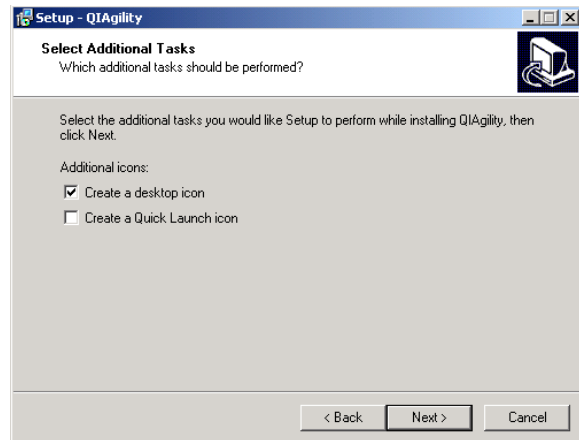 Setup - QIAgility
Select Additional Tasks
Which additional tasks should be performed?
Select the additional tasks you would like Setup to perform while installing QIAgility, then
click Next.
Additional icons:
Create a desktop icon
Create a Quick Launch icon
< Back
Next >
Cancel